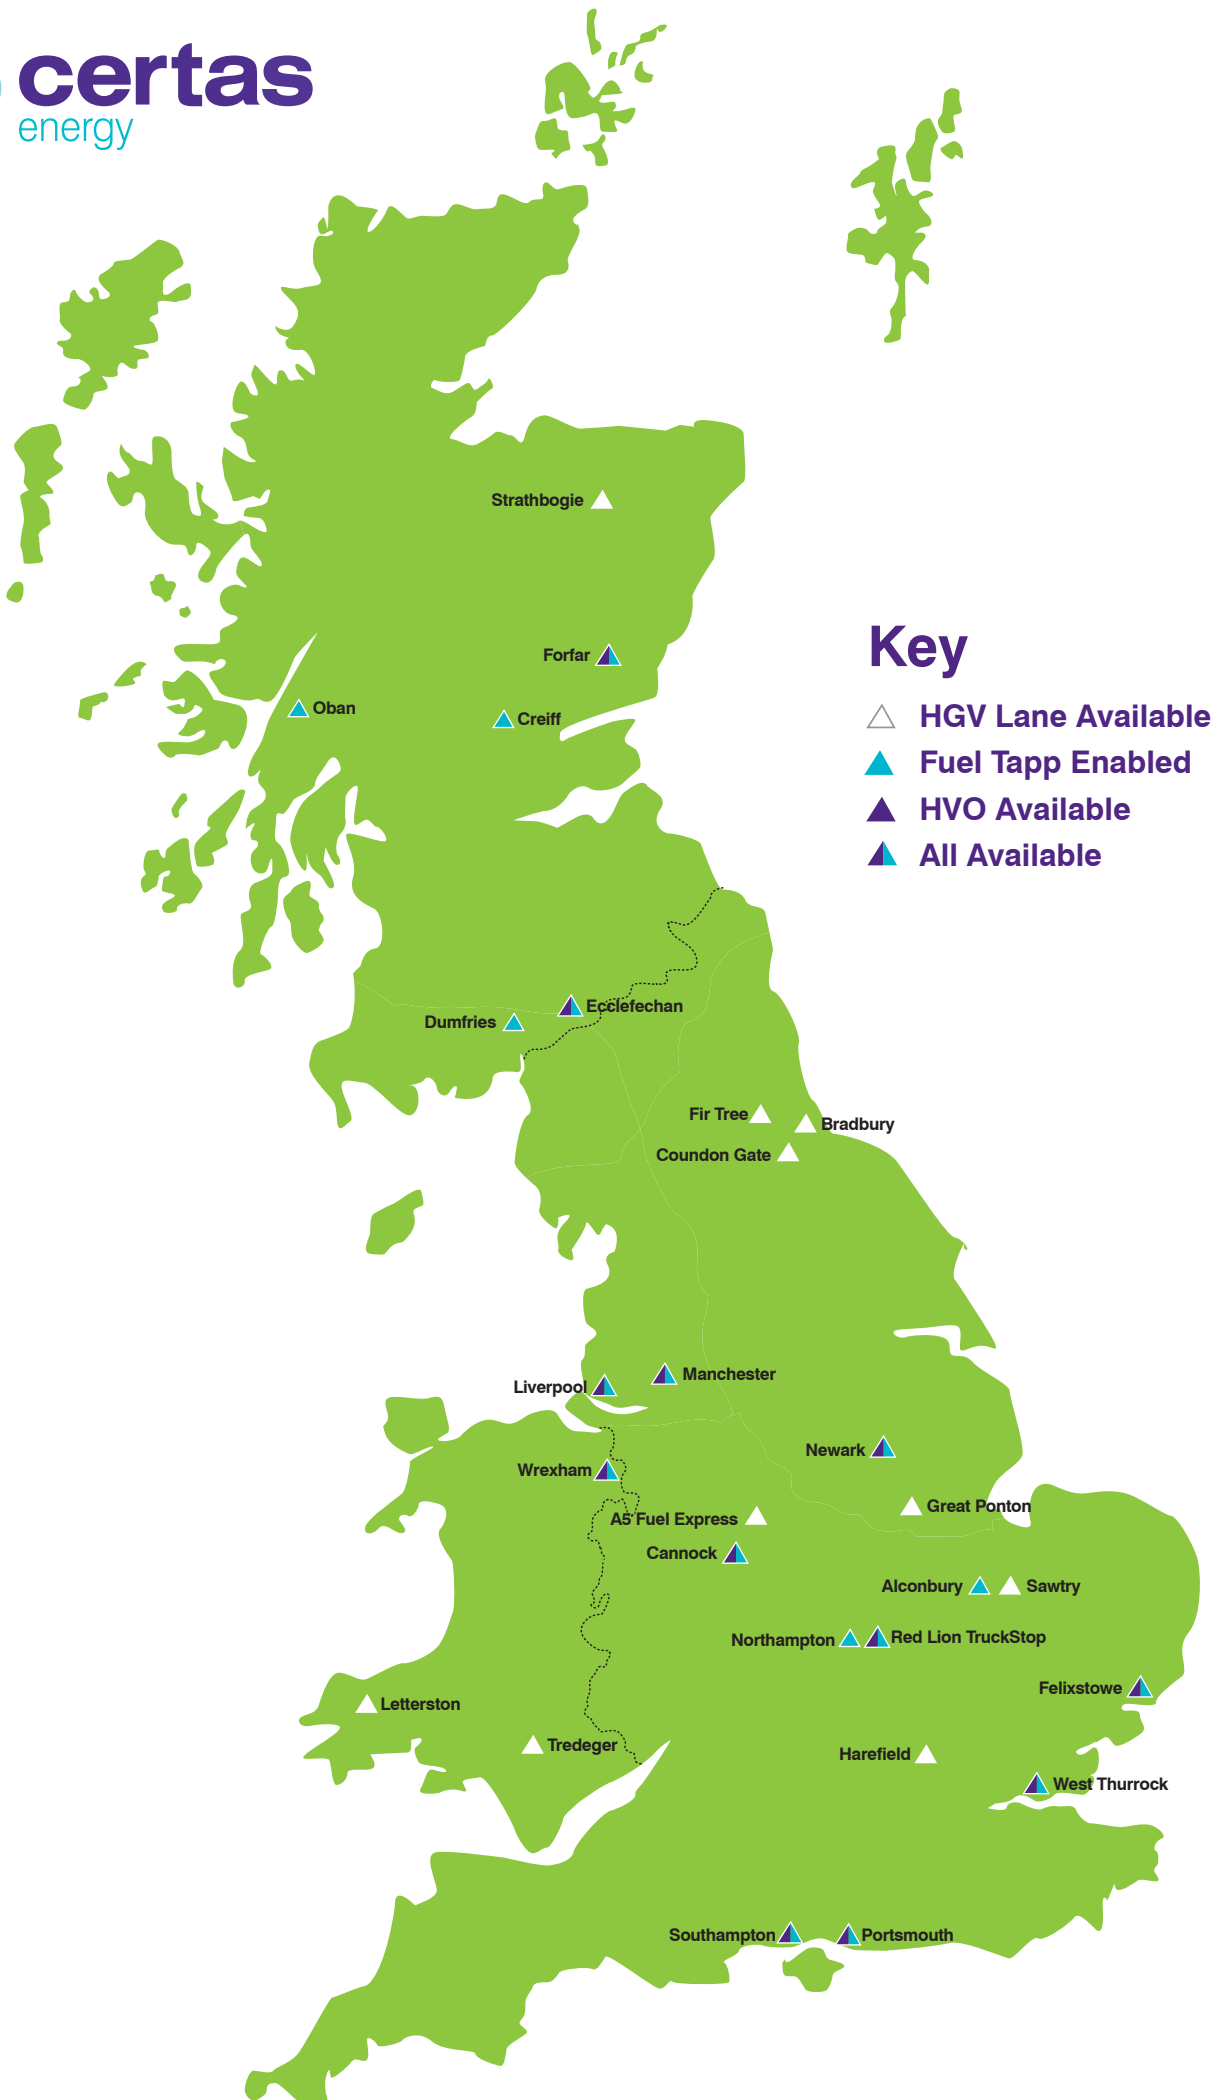 certas
energy
Strathbogie
Forfar
Key
HGV Lane Available
Fuel Tapp Enabled
HVO Available
All Available
Oban
Creiff
Ecclefechan
Dumfries
Fir Tree
Bradbury
Coundon Gate
Manchester
Liverpool
Newark
Wrexham
Great Ponton
A5 Fuel Express
Cannock
Alconbury
Sawtry
Northampton
Red Lion TruckStop
Felixstowe
Letterston
Tredeger
Harefield
West Thurrock
Southampton
Portsmouth